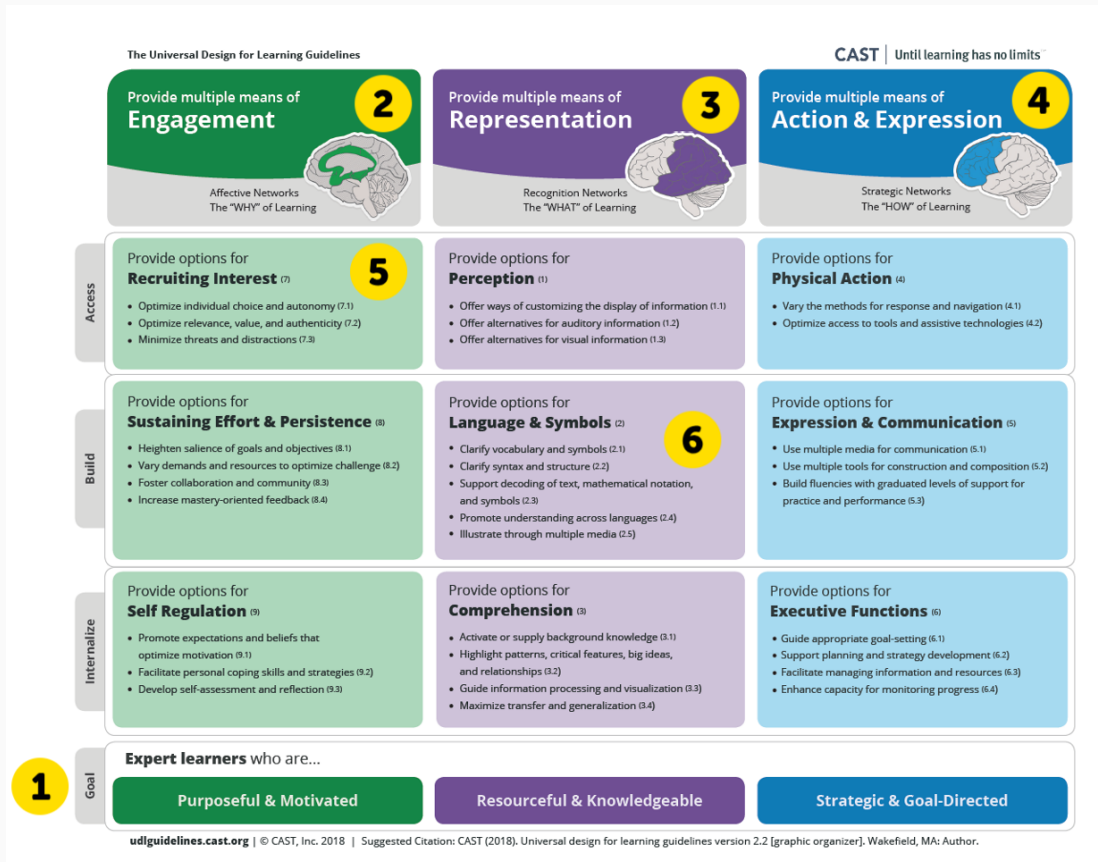 The Universal Design for Learning Guidelines
CAST | Until learning has no limits™
Provide multiple means of
Engagement
2
Affective Networks
The “WHY” of Learning
Provide multiple means of
Representation
3
Recognition Networks
The “WHAT” of Learning
Provide multiple means of
Action & Expression
4
Strategic Networks
The “HOW” of Learning
Access
Provide options for
Recruiting Interest (7)
5
• Optimize individual choice and autonomy (7.1)
• Optimize relevance, value, and authenticity (7.2)
• Minimize threats and distractions (7.3)
Provide options for
Perception (1)
• Offer ways of customizing the display of information (1.1)
• Offer alternatives for auditory information (1.2)
• Offer alternatives for visual information (1.3)
Provide options for
Physical Action (4)
• Vary the methods for response and navigation (4.1)
• Optimize access to tools and assistive technologies (4.2)
Build
Provide options for
Sustaining Effort & Persistence (8)
• Heighten salience of goals and objectives (8.1)
• Vary demands and resources to optimize challenge (8.2)
• Foster collaboration and community (8.3)
• Increase mastery-oriented feedback (8.4)
Provide options for
Language & Symbols (2)
6
• Clarify vocabulary and symbols (2.1)
• Clarify syntax and structure (2.2)
• Support decoding of text, mathematical notation,
and symbols (2.3)
• Promote understanding across languages (2.4)
• Illustrate through multiple media (2.5)
Provide options for
Expression & Communication (5)
• Use multiple media for communication (5.1)
• Use multiple tools for construction and composition (5.2)
• Build fluencies with graduated levels of support for
practice and performance (5.3)
Internalize
Provide options for
Self Regulation (9)
• Promote expectations and beliefs that
optimize motivation (9.1)
• Facilitate personal coping skills and strategies (9.2)
• Develop self-assessment and reflection (9.3)
Provide options for
Comprehension (3)
• Activate or supply background knowledge (3.1)
• Highlight patterns, critical features, big ideas,
and relationships (3.2)
• Guide information processing and visualization (3.3)
• Maximize transfer and generalization (3.4)
Provide options for
Executive Functions (6)
• Guide appropriate goal-setting (6.1)
• Support planning and strategy development (6.2)
• Facilitate managing information and resources (6.3)
• Enhance capacity for monitoring progress (6.4)
1
Goal
Expert learners who are...
Purposeful & Motivated
Resourceful & Knowledgeable
Strategic & Goal-Directed
udlguidelines.cast.org | © CAST, Inc. 2018 | Suggested Citation: CAST (2018). Universal design for learning guidelines version 2.2 [graphic organizer]. Wakefield, MA: Author.